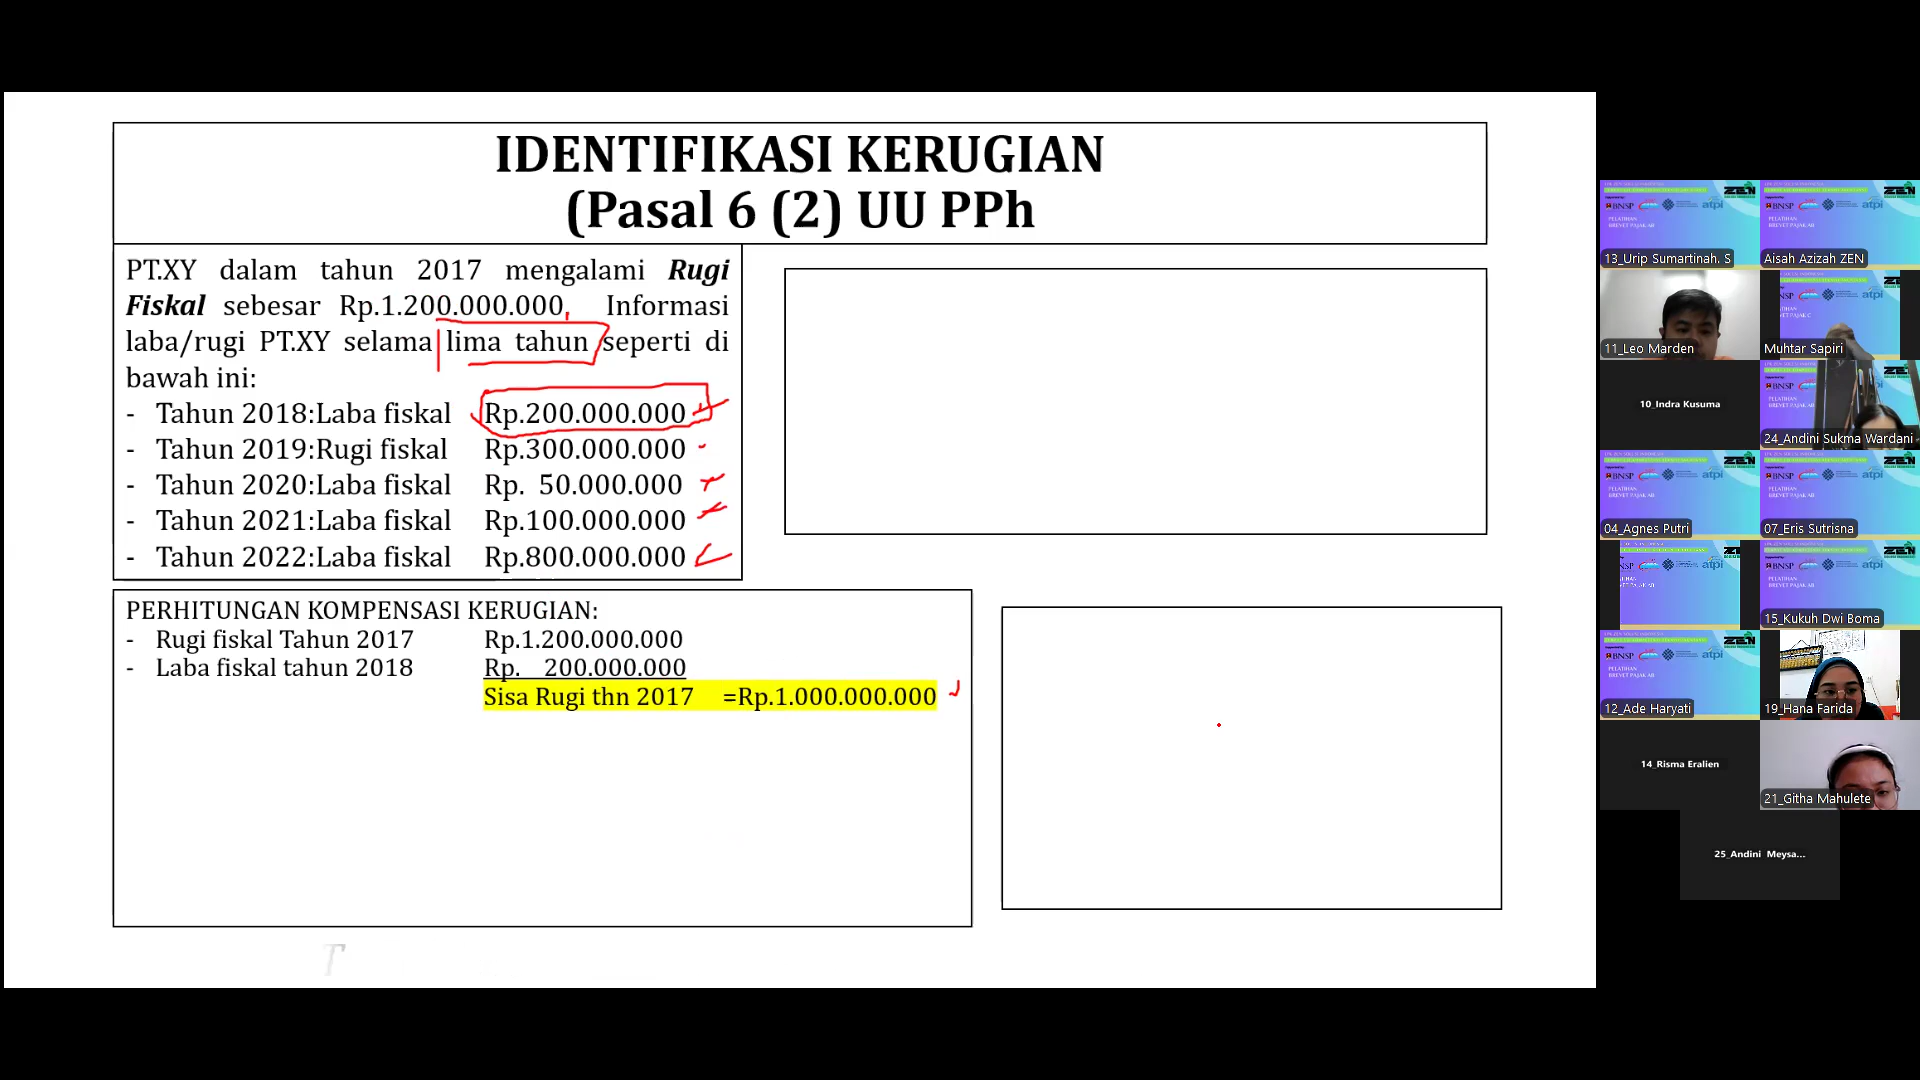 IDENTIFIKASI KERUGIAN
(Pasal 6 (2) UU PPh
PT.XY dalam tahun 2017 mengalami Rugi
Fiskal sebesar Rp.1.200.000.000, Informasi
laba/rugi PT.XY selama lima tahun seperti di
bawah ini:
- Tahun 2018:Laba fiskal Rp.200.000.000
- Tahun 2019:Rugi fiskal Rp.300.000.000
- Tahun 2020:Laba fiskal Rp. 50.000.000
- Tahun 2021:Laba fiskal Rp.100.000.000
- Tahun 2022:Laba fiskal Rp.800.000.000
PERHITUNGAN KOMPENSASI KERUGIAN:
- Rugi fiskal Tahun 2017 Rp.1.200.000.000
- Laba fiskal tahun 2018 Rp. 200.000.000
Sisa Rugi thn 2017 =Rp.1.000.000.000
T
13_Urip Sumartinah. S
Aisah Azizah ZEN
11_Leo Marden
Muhtar Sapiri
10_Indra Kusuma
24_Andini Sukma Wardani
04_Agnes Putri
07_Eris Sutrisna
15_Kukuh Dwi Boma
12_Ade Haryati
19_Hana Farida
14_Risma Eralien
21_Githa Mahulete
25_Andini Meysa...
ZEN
BNSP
atpi
PELATIHAN
BREVET PAJAK AB